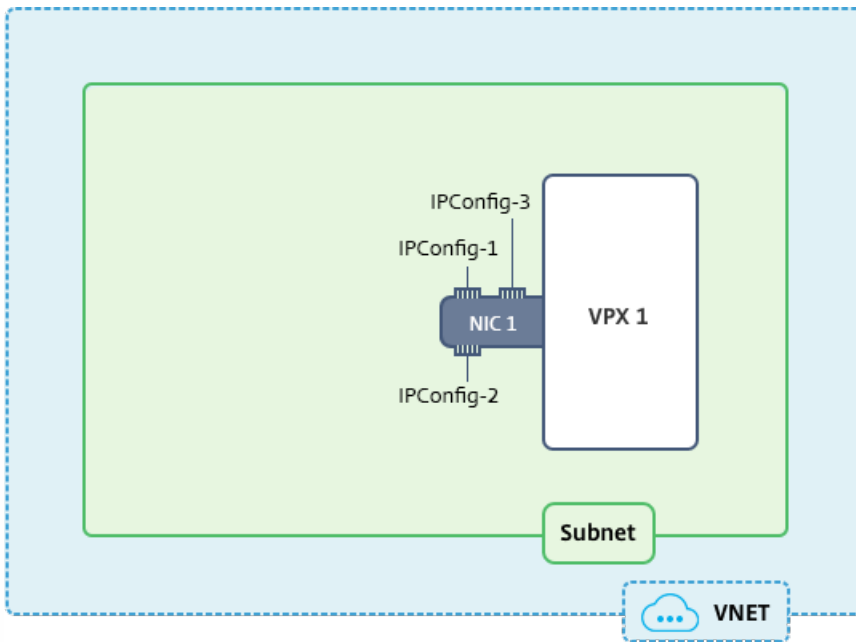 IPConfig-3
IPConfig-1
NIC 1
VPX 1
IPConfig-2
Subnet
VNET